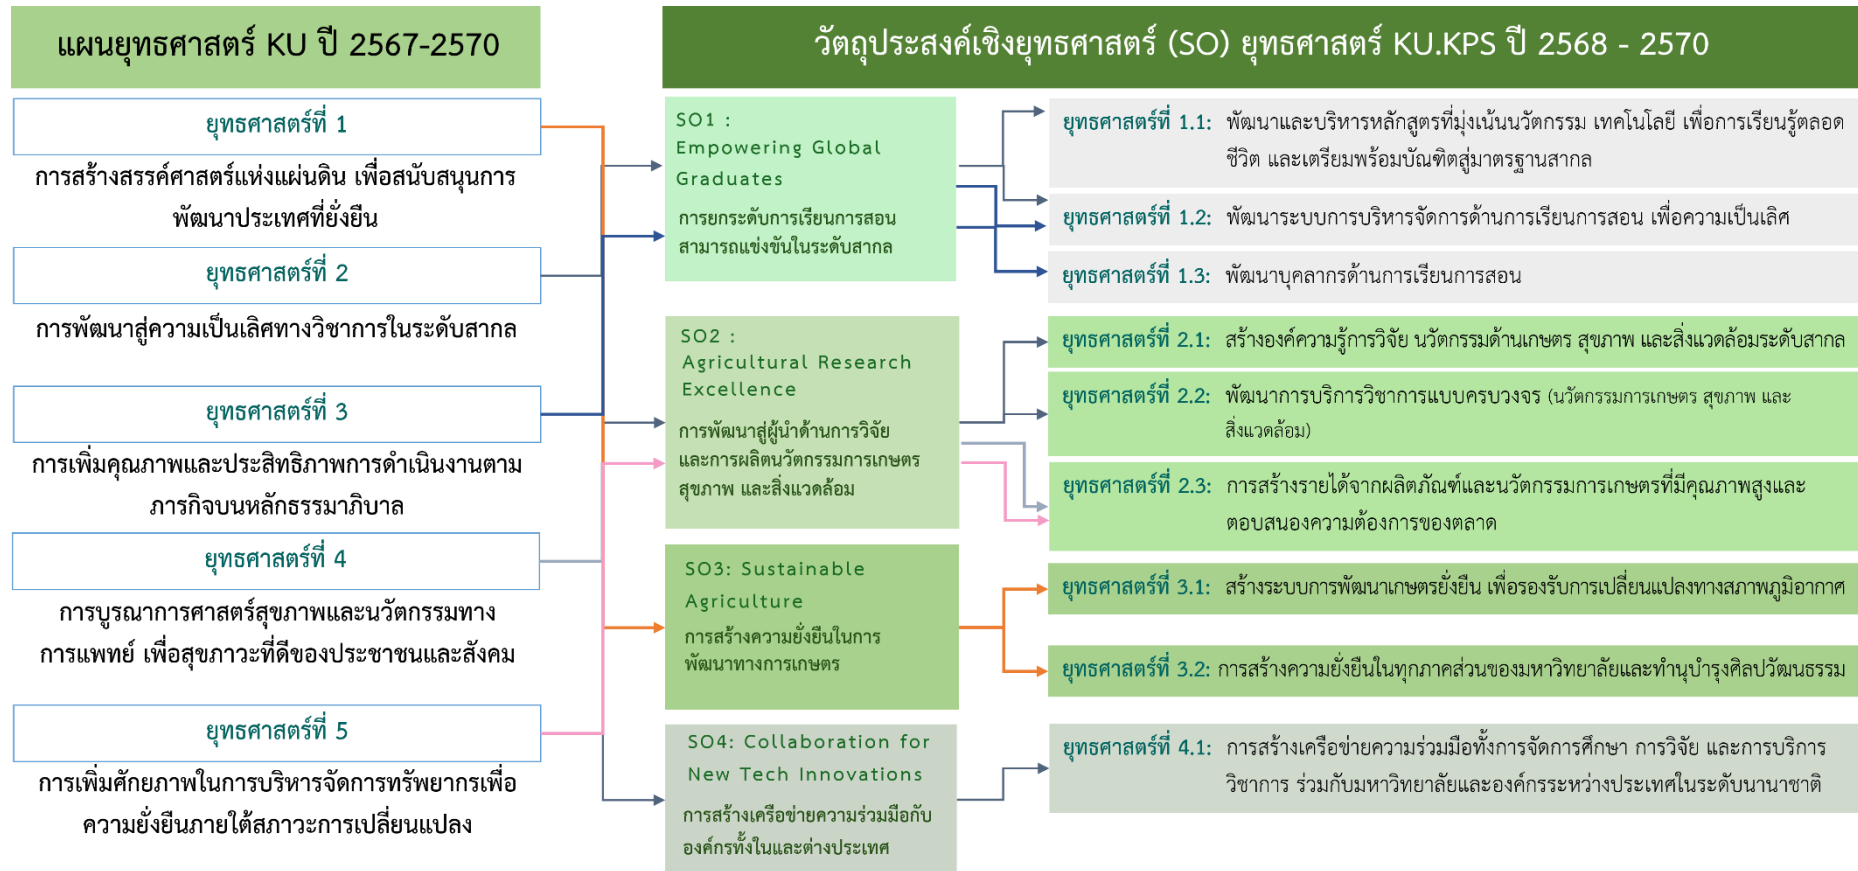 แผนยุทธศาสตร์ KU ปี 2567-2570
ยุทธศาสตร์ที่ 1
การสร้างสรรค์ศาสตร์แห่งแผ่นดิน เพื่อสนับสนุนการ
พัฒนาประเทศที่ยั่งยืน
ยุทธศาสตร์ที่ 2
การพัฒนาสู่ความเป็นเลิศทางวิชาการในระดับสากล
ยุทธศาสตร์ที่ 3
การเพิ่มคุณภาพและประสิทธิภาพการดำเนินงานตาม
ภารกิจบนหลักธรรมาภิบาล
ยุทธศาสตร์ที่ 4
การบูรณาการศาสตร์สุขภาพและนวัตกรรมทาง
การแพทย์ เพื่อสุขภาวะที่ดีของประชาชนและสังคม
ยุทธศาสตร์ที่ 5
การเพิ่มศักยภาพในการบริหารจัดการทรัพยากรเพื่อ
ความยั่งยืนภายใต้สภาวะการเปลี่ยนแปลง
วัตถุประสงค์เชิงยุทธศาสตร์ (SO) ยุทธศาสตร์ KU.KPS ปี 2568 - 2570
SO1 :
Empowering Global
Graduates
การยกระดับการเรียนการสอน
สามารถแข่งขันในระดับสากล
SO2 :
Agricultural Research
Excellence
การพัฒนาสู่ผู้นำด้านการวิจัย
และการผลิตนวัตกรรมการเกษตร
สุขภาพ และสิ่งแวดล้อม
SO3: Sustainable
Agriculture
การสร้างความยั่งยืนในการ
พัฒนาทางการเกษตร
SO4: Collaboration for
New Tech Innovations
การสร้างเครือข่ายความร่วมมือกับ
องค์กรทั้งในและต่างประเทศ
ยุทธศาสตร์ที่ 1.1: พัฒนาและบริหารหลักสูตรที่มุ่งเน้นนวัตกรรม เทคโนโลยี เพื่อการเรียนรู้ตลอด
ชีวิต และเตรียมพร้อมบัณฑิตสู่มาตรฐานสากล
ยุทธศาสตร์ที่ 1.2: พัฒนาระบบการบริหารจัดการด้านการเรียนการสอน เพื่อความเป็นเลิศ
ยุทธศาสตร์ที่ 1.3: พัฒนาบุคลากรด้านการเรียนการสอน
ยุทธศาสตร์ที่ 2.1: สร้างองค์ความรู้การวิจัย นวัตกรรมด้านเกษตร สุขภาพ และสิ่งแวดล้อมระดับสากล
ยุทธศาสตร์ที่ 2.2: พัฒนาการบริการวิชาการแบบครบวงจร (นวัตกรรมการเกษตร สุขภาพ และ
สิ่งแวดล้อม)
ยุทธศาสตร์ที่ 2.3: การสร้างรายได้จากผลิตภัณฑ์และนวัตกรรมการเกษตรที่มีคุณภาพสูงและ
ตอบสนองความต้องการของตลาด
ยุทธศาสตร์ที่ 3.1: สร้างระบบการพัฒนาเกษตรยั่งยืน เพื่อรองรับการเปลี่ยนแปลงทางสภาพภูมิอากาศ
ยุทธศาสตร์ที่ 3.2: การสร้างความยั่งยืนในทุกภาคส่วนของมหาวิทยาลัยและทำนุบำรุงศิลปวัฒนธรรม
ยุทธศาสตร์ที่ 4.1: การสร้างเครือข่ายความร่วมมือทั้งการจัดการศึกษา การวิจัย และการบริการ
วิชาการ ร่วมกับมหาวิทยาลัยและองค์กรระหว่างประเทศในระดับนานาชาติ